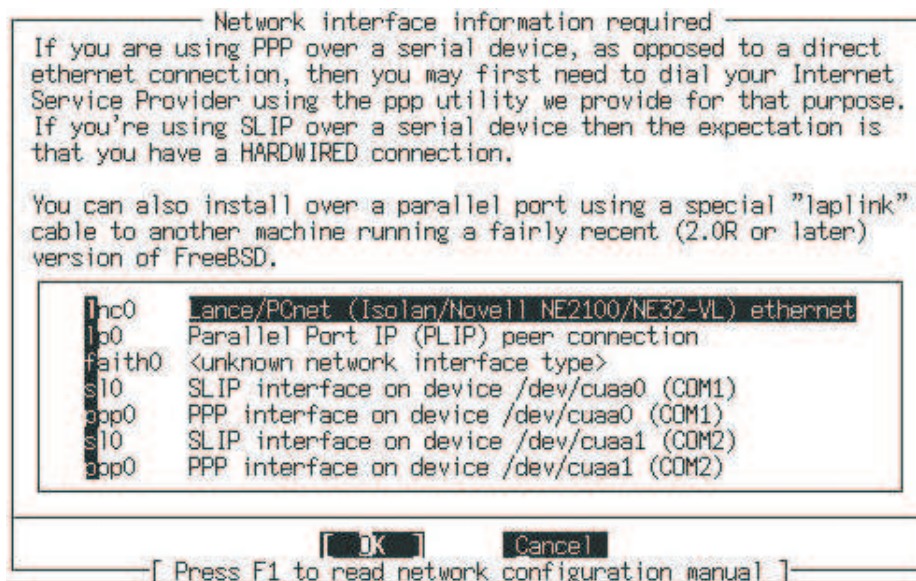 Network interface information required
If you are using PPP over a serial device, as opposed to a direct
ethernet connection, then you may first need to dial your Internet
Service Provider using the ppp utility we provide for that purpose.
If you're using SLIP over a serial device then the expectation is
that you have a HARDWIRED connection.
You can also install over a parallel port using a special "laplink"
cable to another machine running a fairly recent (2.0R or later)
version of FreeBSD.
lnc0 Lance/PCnet (Isolan/Novell NE2100/NE32-VL) ethernet
lp0 Parallel Port IP (PLIP) peer connection
faith0 <unknown network interface type>
sl0 SLIP interface on device /dev/cuaa0 (COM1)
ppp0 PPP interface on device /dev/cuaa0 (COM1)
sl0 SLIP interface on device /dev/cuaa1 (COM2)
ppp0 PPP interface on device /dev/cuaa1 (COM2)
[ OK ] Cancel
[ Press F1 to read network configuration manual ]